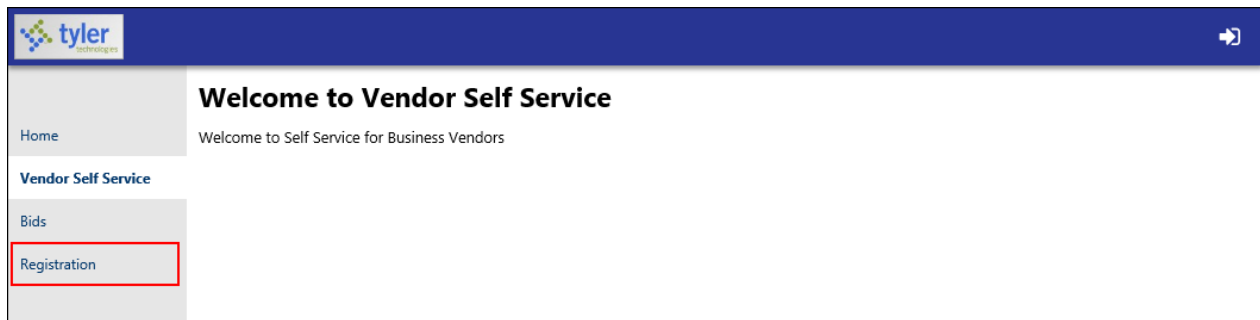 tyler
technologies
Welcome to Vendor Self Service
Home
Welcome to Self Service for Business Vendors
Vendor Self Service
Bids
Registration